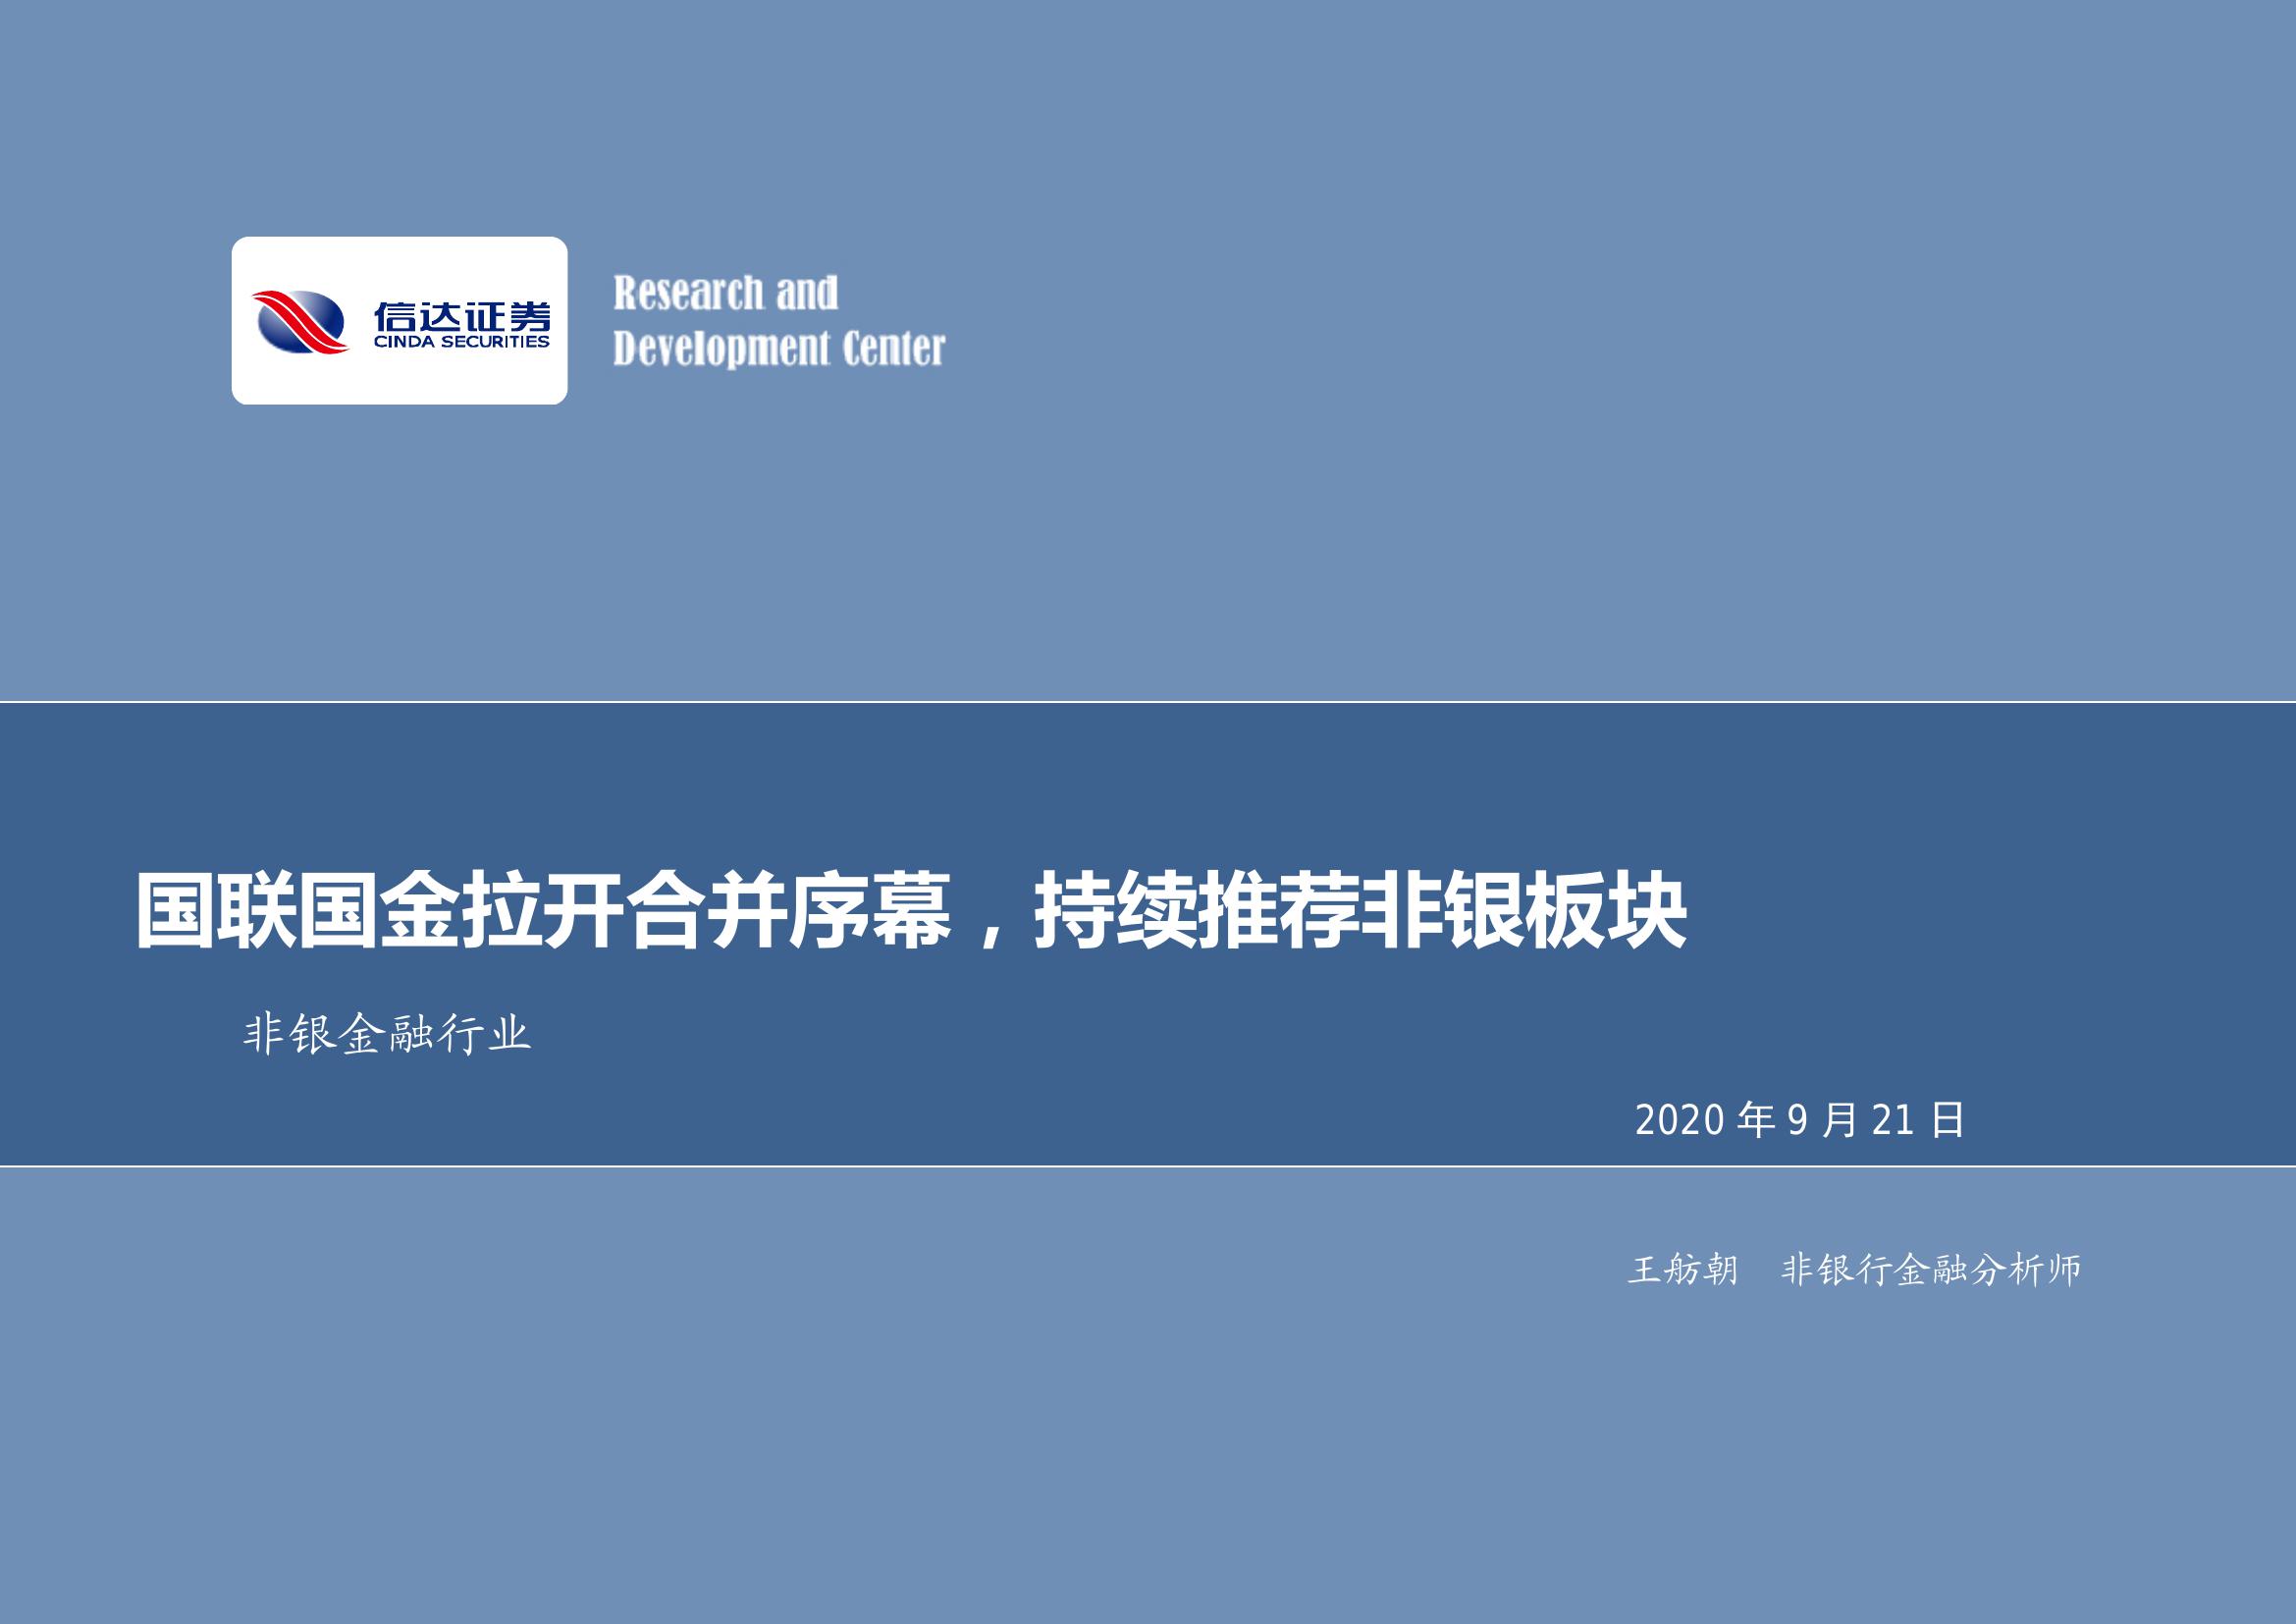 信达证券
CINDA SECURITIES
Research and
Development Center
国联国金拉开合并序幕，持续推荐非银板块
非银金融行业
2020 年 9 月 21 日
王舫朝 非银行金融分析师